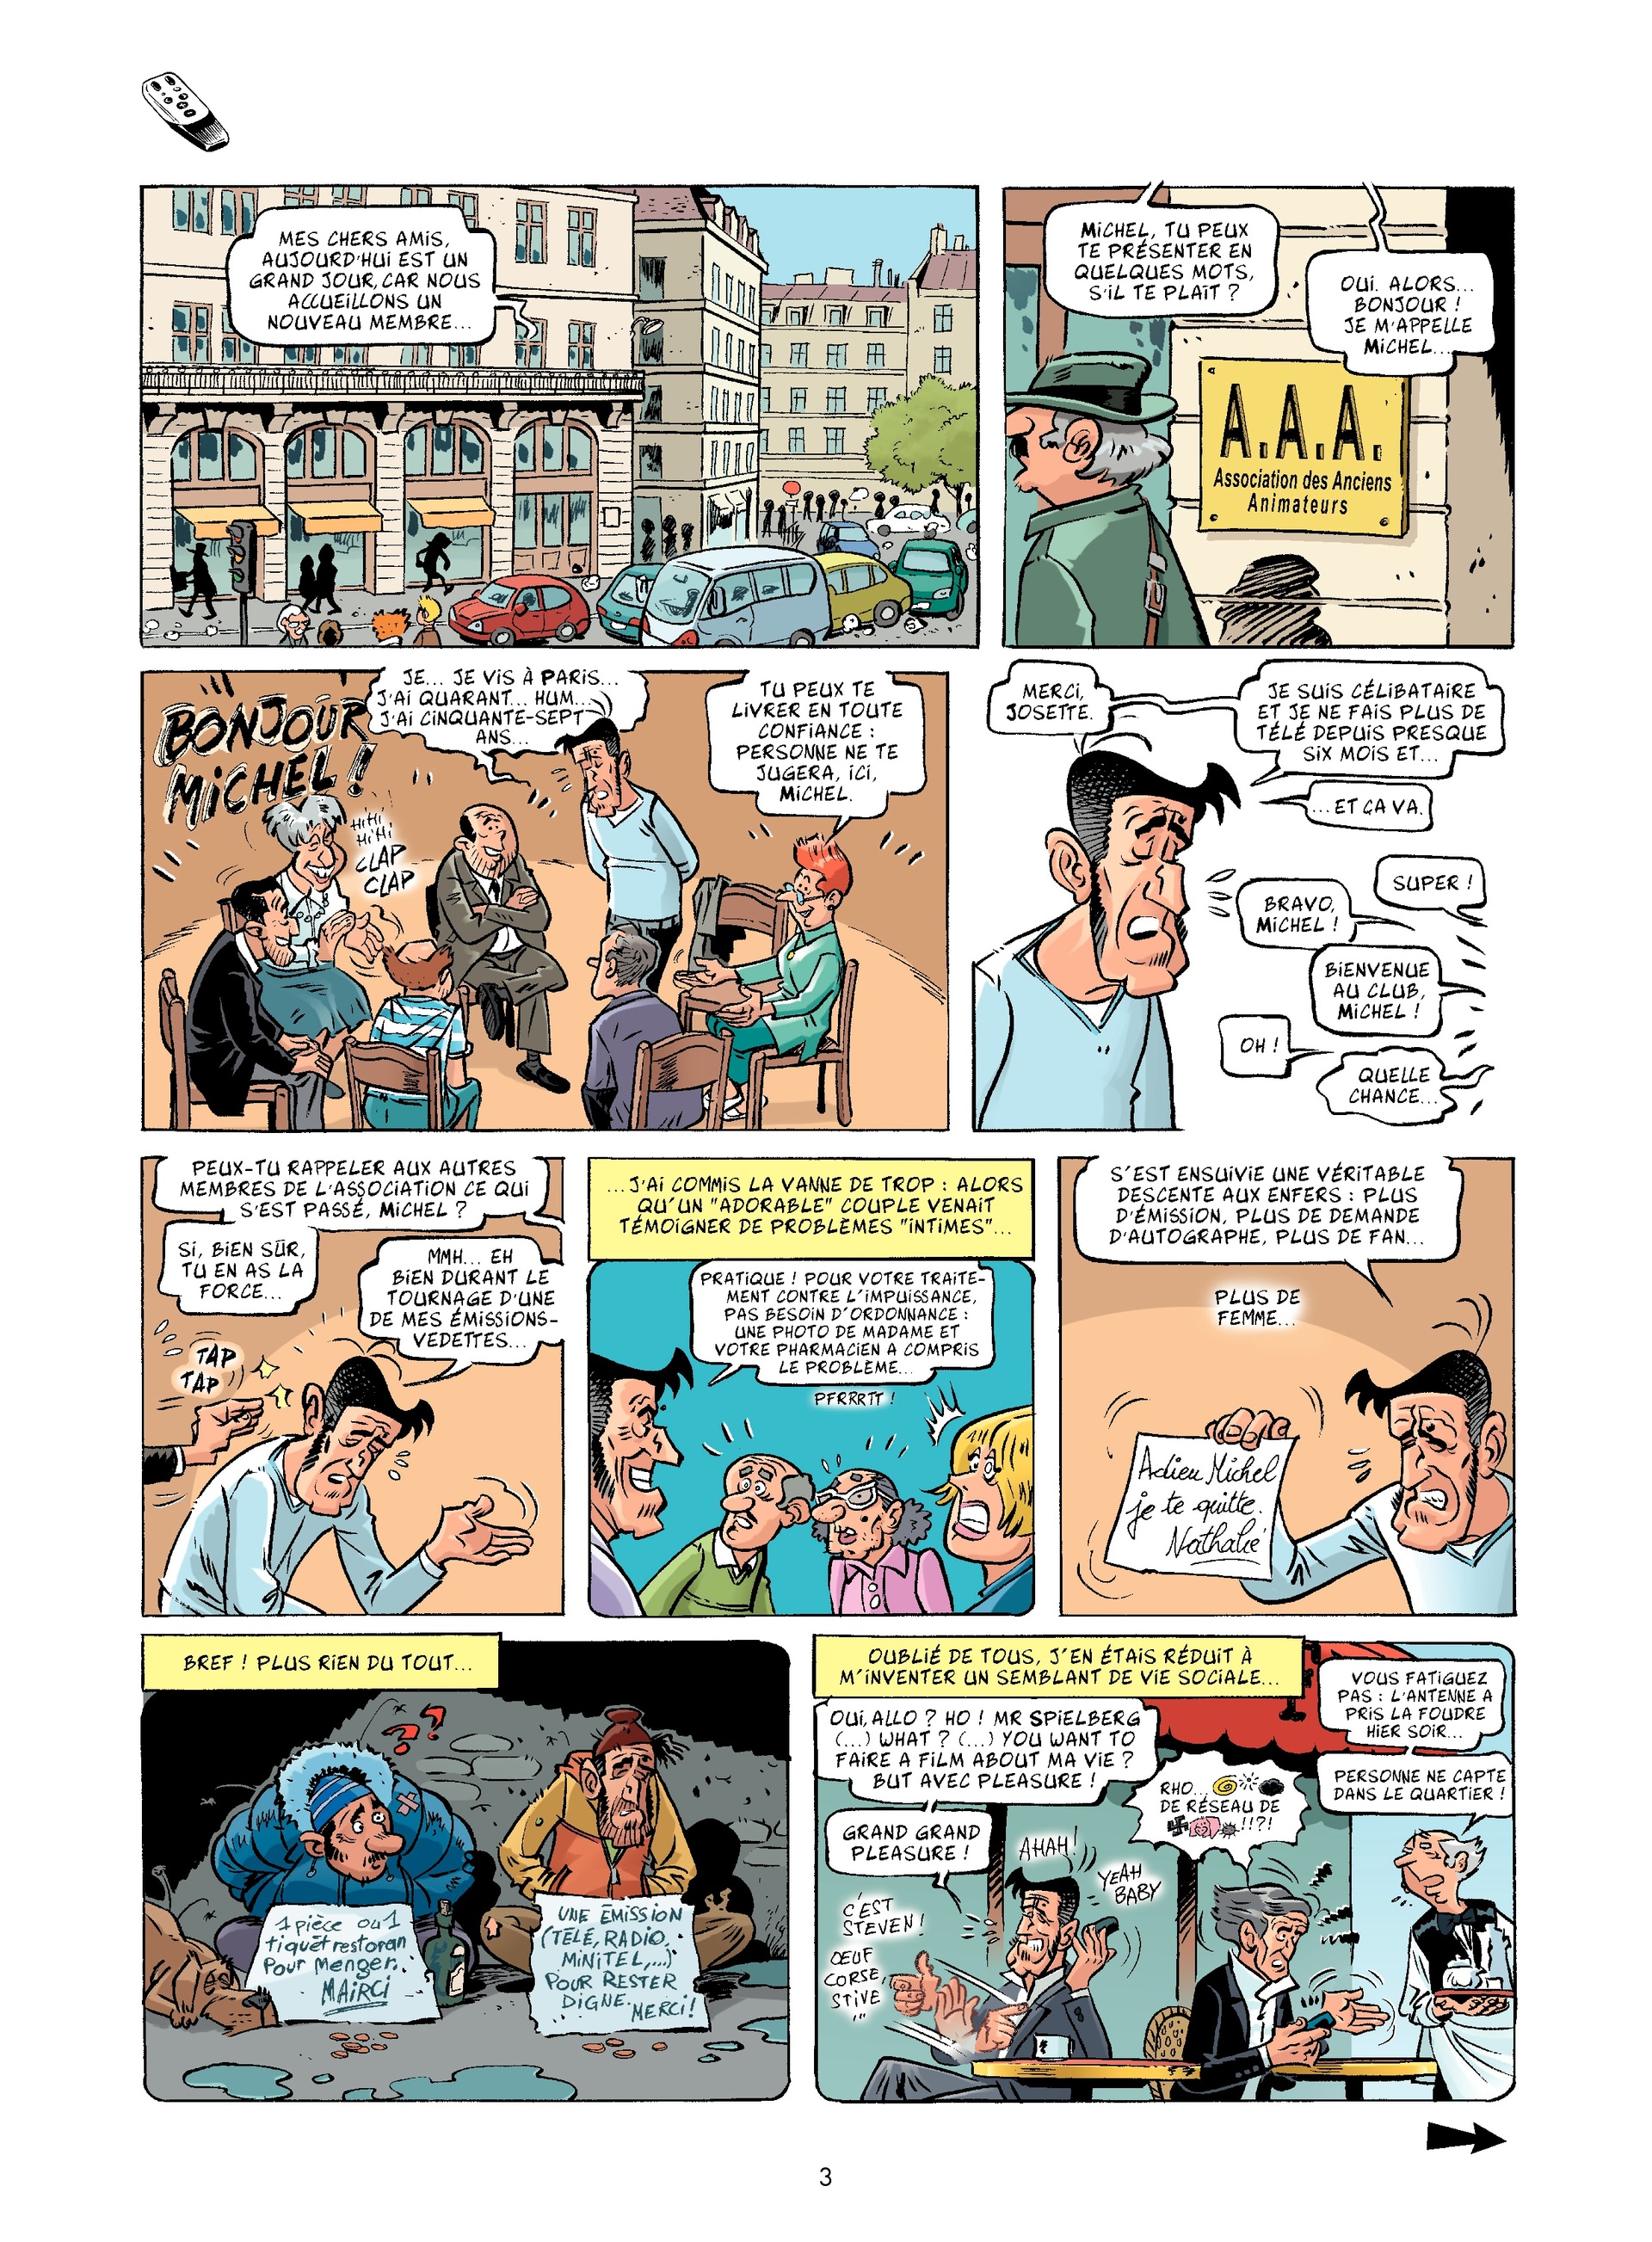 MES CHERS AMIS,
AUJOURD'HUI EST UN
GRAND JOUR, CAR NOUS
ACCUEILLONS UN
NOUVEAU MEMBRE...
MICHEL, TU PEUX
TE PRÉSENTER EN
QUELQUES MOTS,
S'IL TE PLAIT ?
OUI. ALORS...
BONJOUR !
JE M'APPELLE
MICHEL...
A.A.A.
Association des Anciens
Animateurs
BONJOUR
MICHEL !
JE... JE VIS À PARIS...
J'AI QUARANT... HUM...
J'AI CINQUANTE-SEPT
ANS...
HIHI,
HIHI
CLAP
CLAP
TU PEUX TE
LIVRER EN TOUTE
CONFIANCE :
PERSONNE NE TE
JUGERA, ICI,
MICHEL.
MERCI,
JOSETTE.
JE SUIS CÉLIBATAIRE
ET JE NE FAIS PLUS DE
TÉLÉ DEPUIS PRESQUE
SIX MOIS ET...
...ET ÇA VA.
SUPER !
BRAVO,
MICHEL !
BIENVENUE
AU CLUB,
MICHEL !
OH !
QUELLE
CHANCE...
PEUX-TU RAPPELER AUX AUTRES
MEMBRES DE L'ASSOCIATION CE QUI
S'EST PASSÉ, MICHEL ?
SI, BIEN SÛR,
TU EN AS LA
FORCE...
MMH... EH
BIEN DURANT LE
TOURNAGE D'UNE
DE MES ÉMISSIONS-
VEDETTES...
TAP
TAP
...J'AI COMMIS LA VANNE DE TROP : ALORS
QU'UN "ADORABLE" COUPLE VENAIT
TÉMOIGNER DE PROBLÈMES "INTIMES"...
PRATIQUE ! POUR VOTRE TRAITE-
MENT CONTRE L'IMPUISSANCE,
PAS BESOIN D'ORDONNANCE :
UNE PHOTO DE MADAME ET
VOTRE PHARMACIEN A COMPRIS
LE PROBLÈME...
PFRRRTT !
S'EST ENSUIVIE UNE VÉRITABLE
DESCENTE AUX ENFERS : PLUS
D'ÉMISSION, PLUS DE DEMANDE
D'AUTOGRAPHE, PLUS DE FAN...
PLUS DE
FEMME...
Adieu Michel
je te quitte.
Nathalie
BREF ! PLUS RIEN DU TOUT...
??
1 pièce ou 1
tiquet restoran
Pour menger.
MAIRCI
UNE ÉMISSION
(TÉLÉ, RADIO,
MINITEL,...)
POUR RESTER
DIGNE.
MERCI !
OUBLIÉ DE TOUS, J'EN ÉTAIS RÉDUIT À
M'INVENTER UN SEMBLANT DE VIE SOCIALE...
OUI, ALLO ? HO ! MR SPIELBERG
(...) WHAT ? (...) YOU WANT TO
FAIRE A FILM ABOUT MA VIE ?
BUT AVEC PLEASURE !
GRAND GRAND
PLEASURE !
AHAH !
YEAH
BABY
C'EST
STEVEN !
ŒUF
CORSE,
STIVE
!!!
RHO...
DE RÉSEAU DE
!!?!
VOUS FATIGUEZ
PAS : L'ANTENNE A
PRIS LA FOUDRE
HIER SOIR...
PERSONNE NE CAPTE
DANS LE QUARTIER !
3